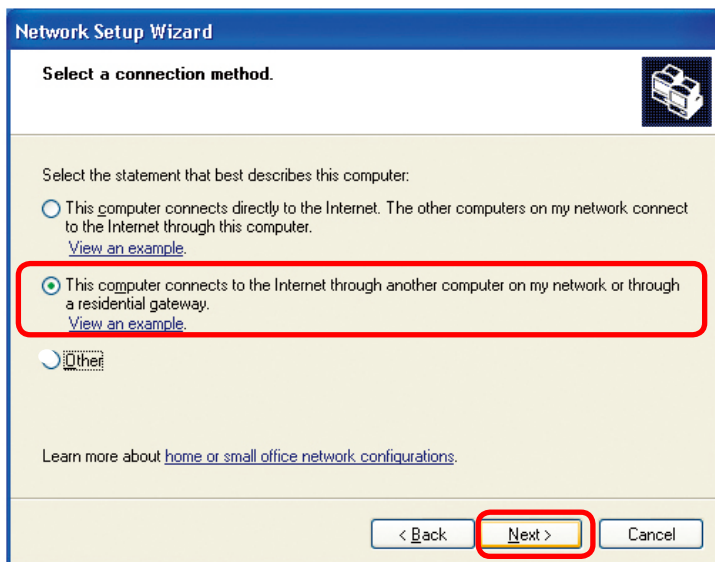 Network Setup Wizard
Select a connection method.
Select the statement that best describes this computer:
This computer connects directly to the Internet. The other computers on my network connect
to the Internet through this computer.
View an example.
This computer connects to the Internet through another computer on my network or through
a residential gateway.
View an example.
Other
Learn more about home or small office network configurations.
< Back
Next >
Cancel